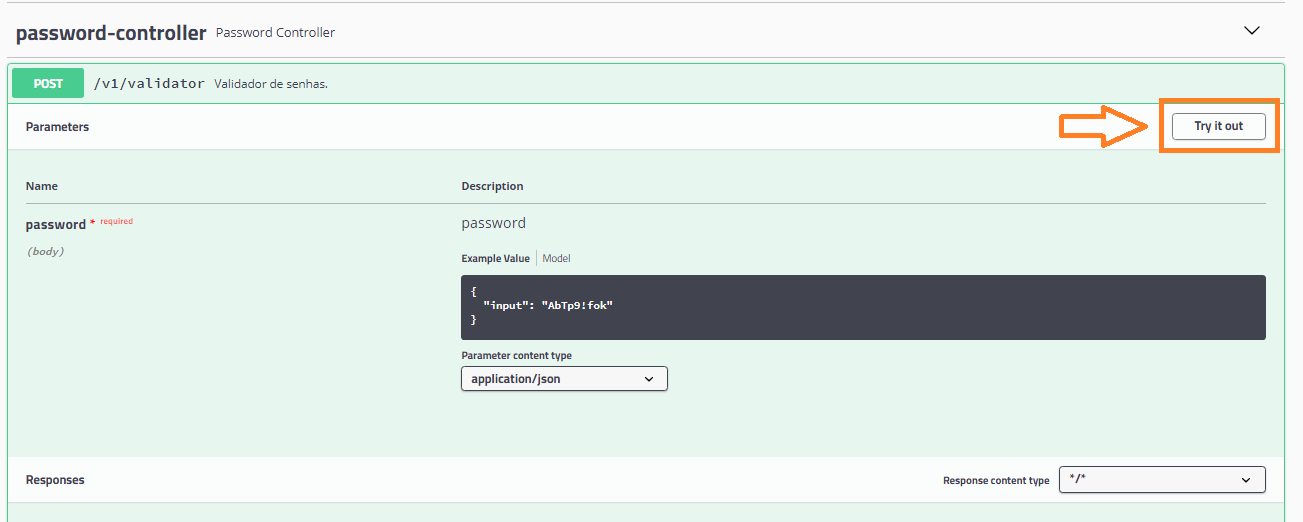 password-controller Password Controller
POST /v1/validator Validador de senhas.
Parameters Try it out
Name Description
password * required password
(body)
Example Value Model
{
"input": "AbTp9!fok"
}
Parameter content type
application/json
Responses Response content type */*